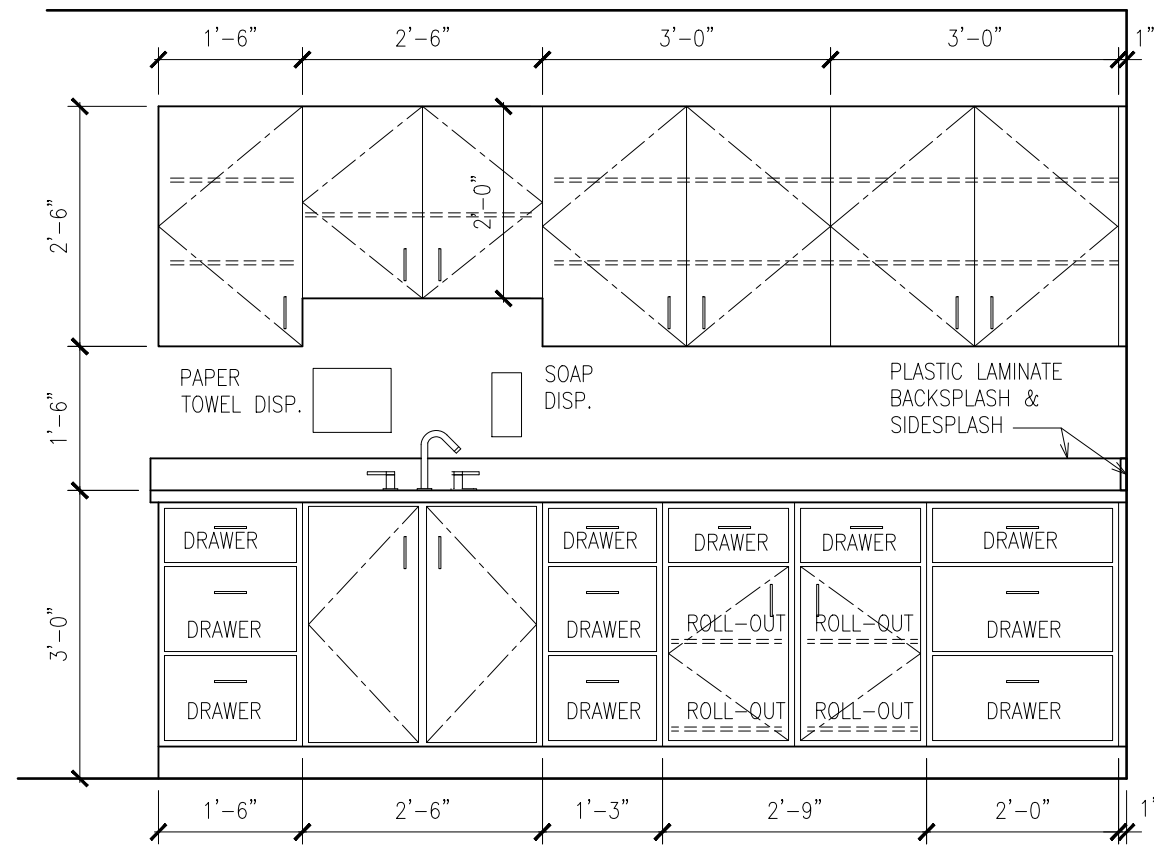 1'-6" 2'-6" 3'-0" 3'-0" 1"
2'-6"
2'-0"
PAPER
TOWEL DISP.
SOAP
DISP.
PLASTIC LAMINATE
BACKSPLASH &
SIDESPLASH
1'-6"
DRAWER DRAWER DRAWER DRAWER DRAWER
3'-0"
DRAWER DRAWER ROLL-OUT ROLL-OUT DRAWER
DRAWER DRAWER ROLL-OUT ROLL-OUT DRAWER
1'-6" 2'-6" 1'-3" 2'-9" 2'-0" 1"